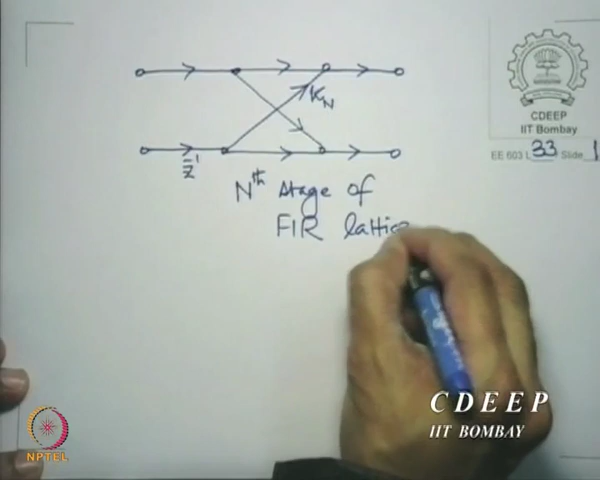 K_N
z^-1
Nth Stage of
FIR lattice
CDEEP
IIT Bombay
EE 603 L 33 Slide 1
CDEEP
IIT BOMBAY
NPTEL